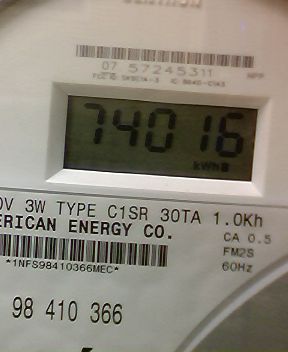 07 57245311
NPP
74016
kWh
0V 3W TYPE C1SR 30TA 1.0Kh
ERICAN ENERGY CO.
CA 0.5
FM2S
60Hz
*1NFS98410366MEC*
98 410 366